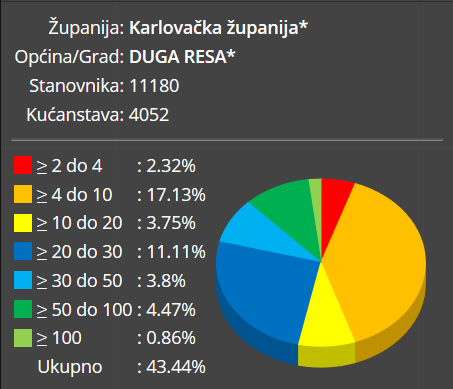 Županija: Karlovačka županija*
Općina/Grad: DUGA RESA*
Stanovnika: 11180
Kućanstava: 4052
≥ 2 do 4 : 2.32%
≥ 4 do 10 : 17.13%
≥ 10 do 20 : 3.75%
≥ 20 do 30 : 11.11%
≥ 30 do 50 : 3.8%
≥ 50 do 100 : 4.47%
≥ 100 : 0.86%
Ukupno : 43.44%